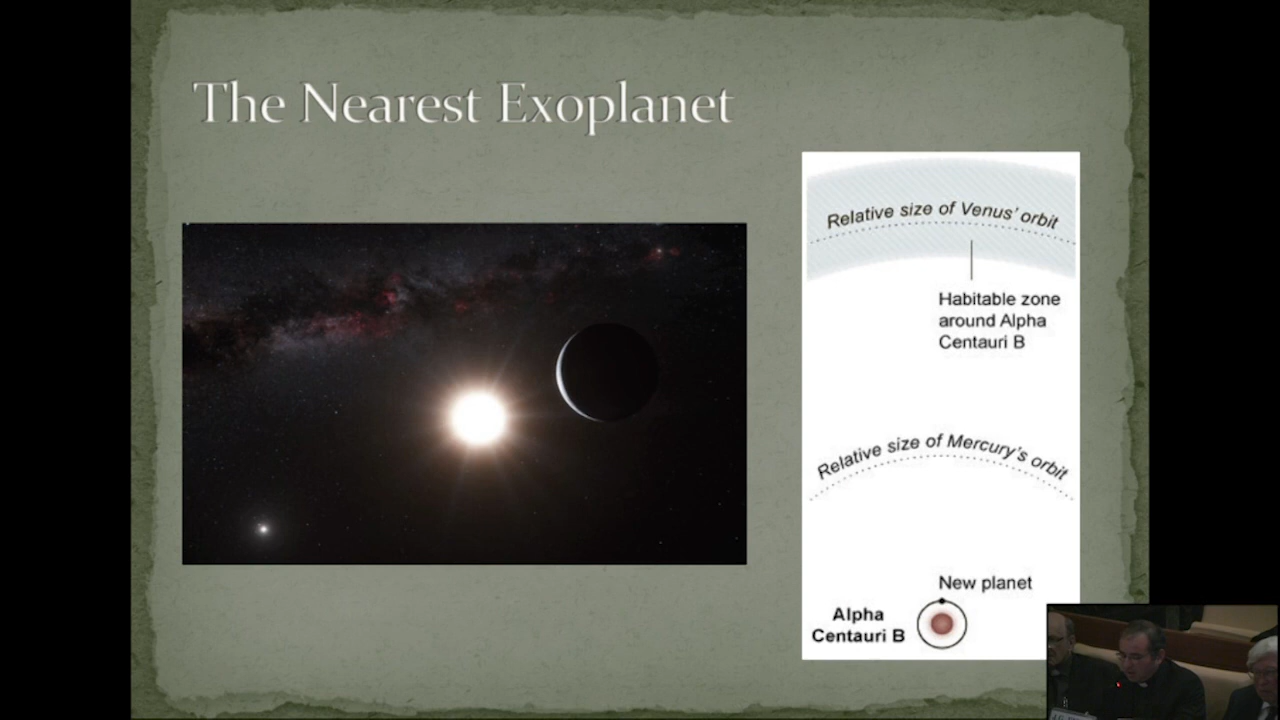 The Nearest Exoplanet
Relative size of Venus' orbit
Habitable zone
around Alpha
Centauri B
Relative size of Mercury's orbit
New planet
Alpha
Centauri B